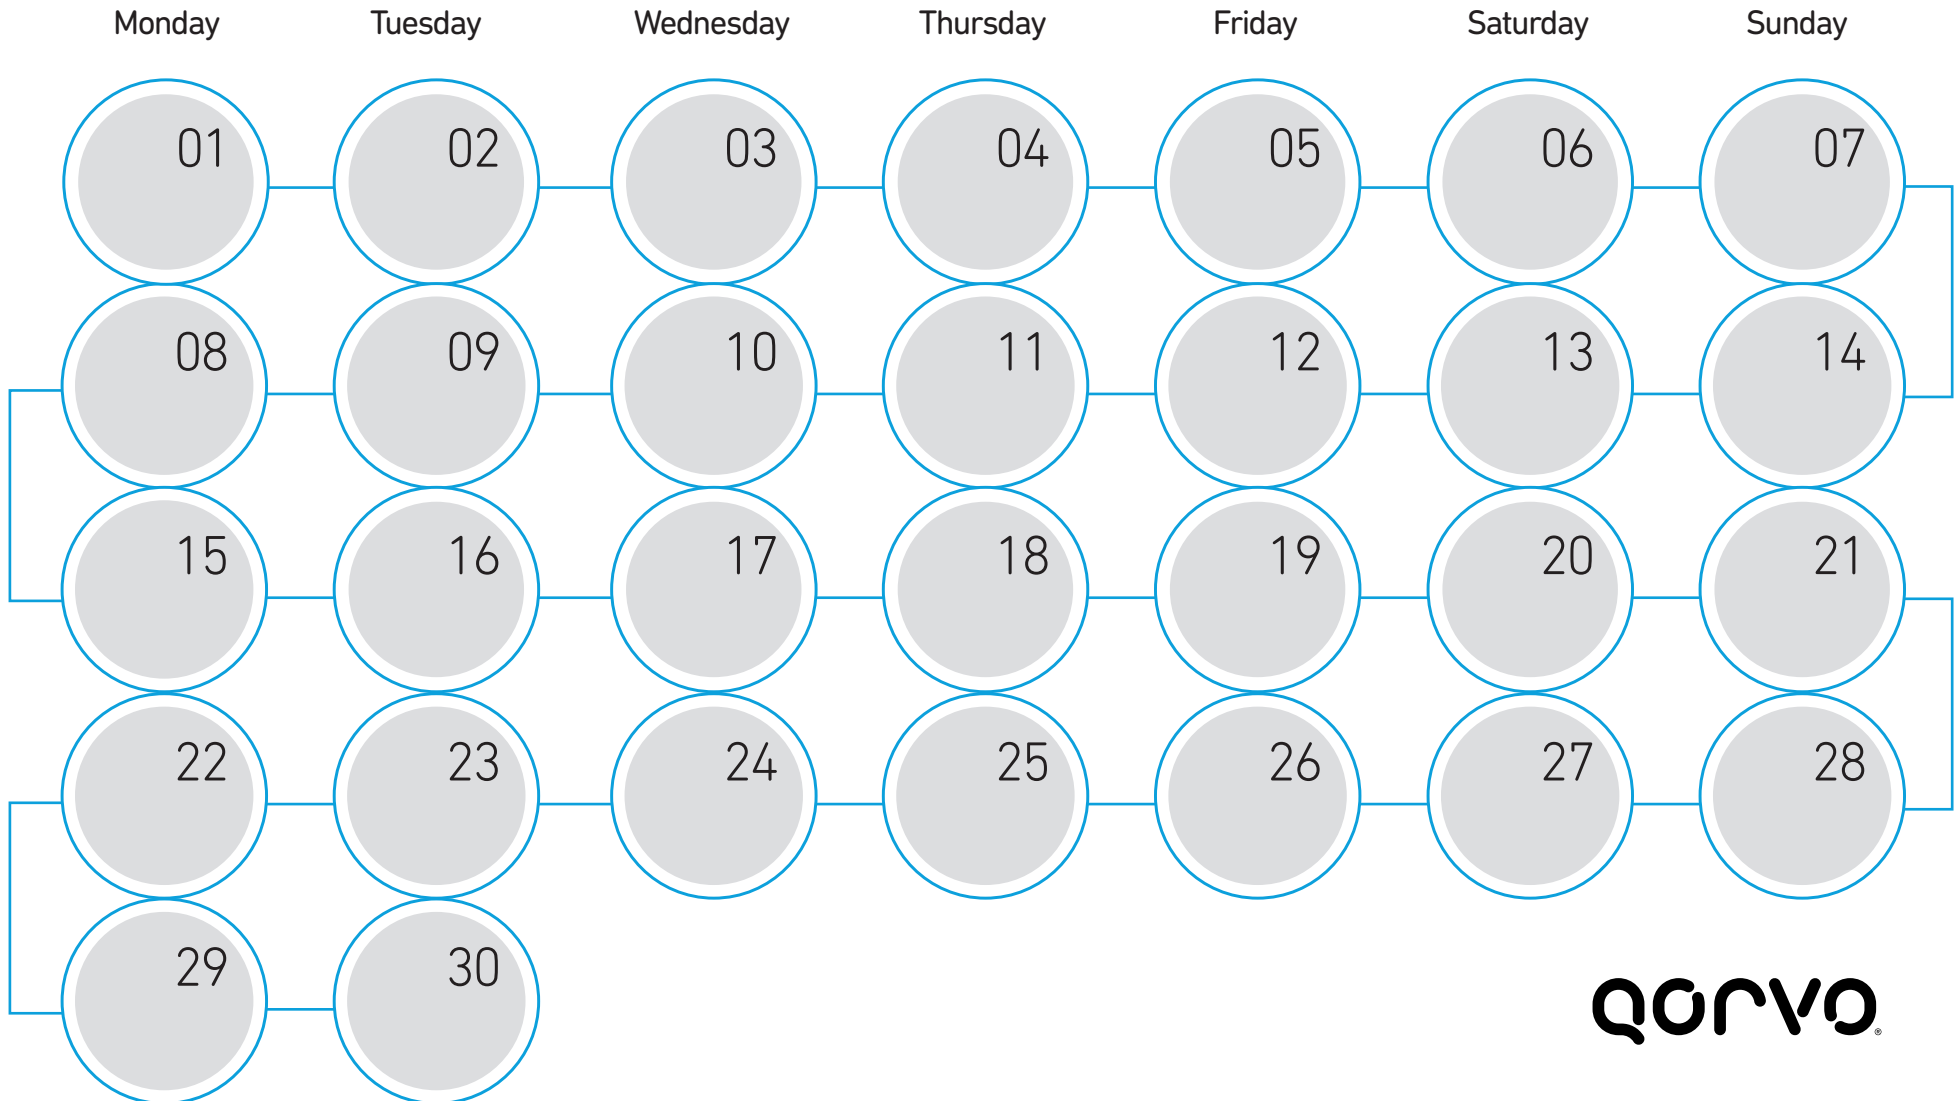 Monday Tuesday Wednesday Thursday Friday Saturday Sunday
01 02 03 04 05 06 07
08 09 10 11 12 13 14
15 16 17 18 19 20 21
22 23 24 25 26 27 28
29 30
QORVO®